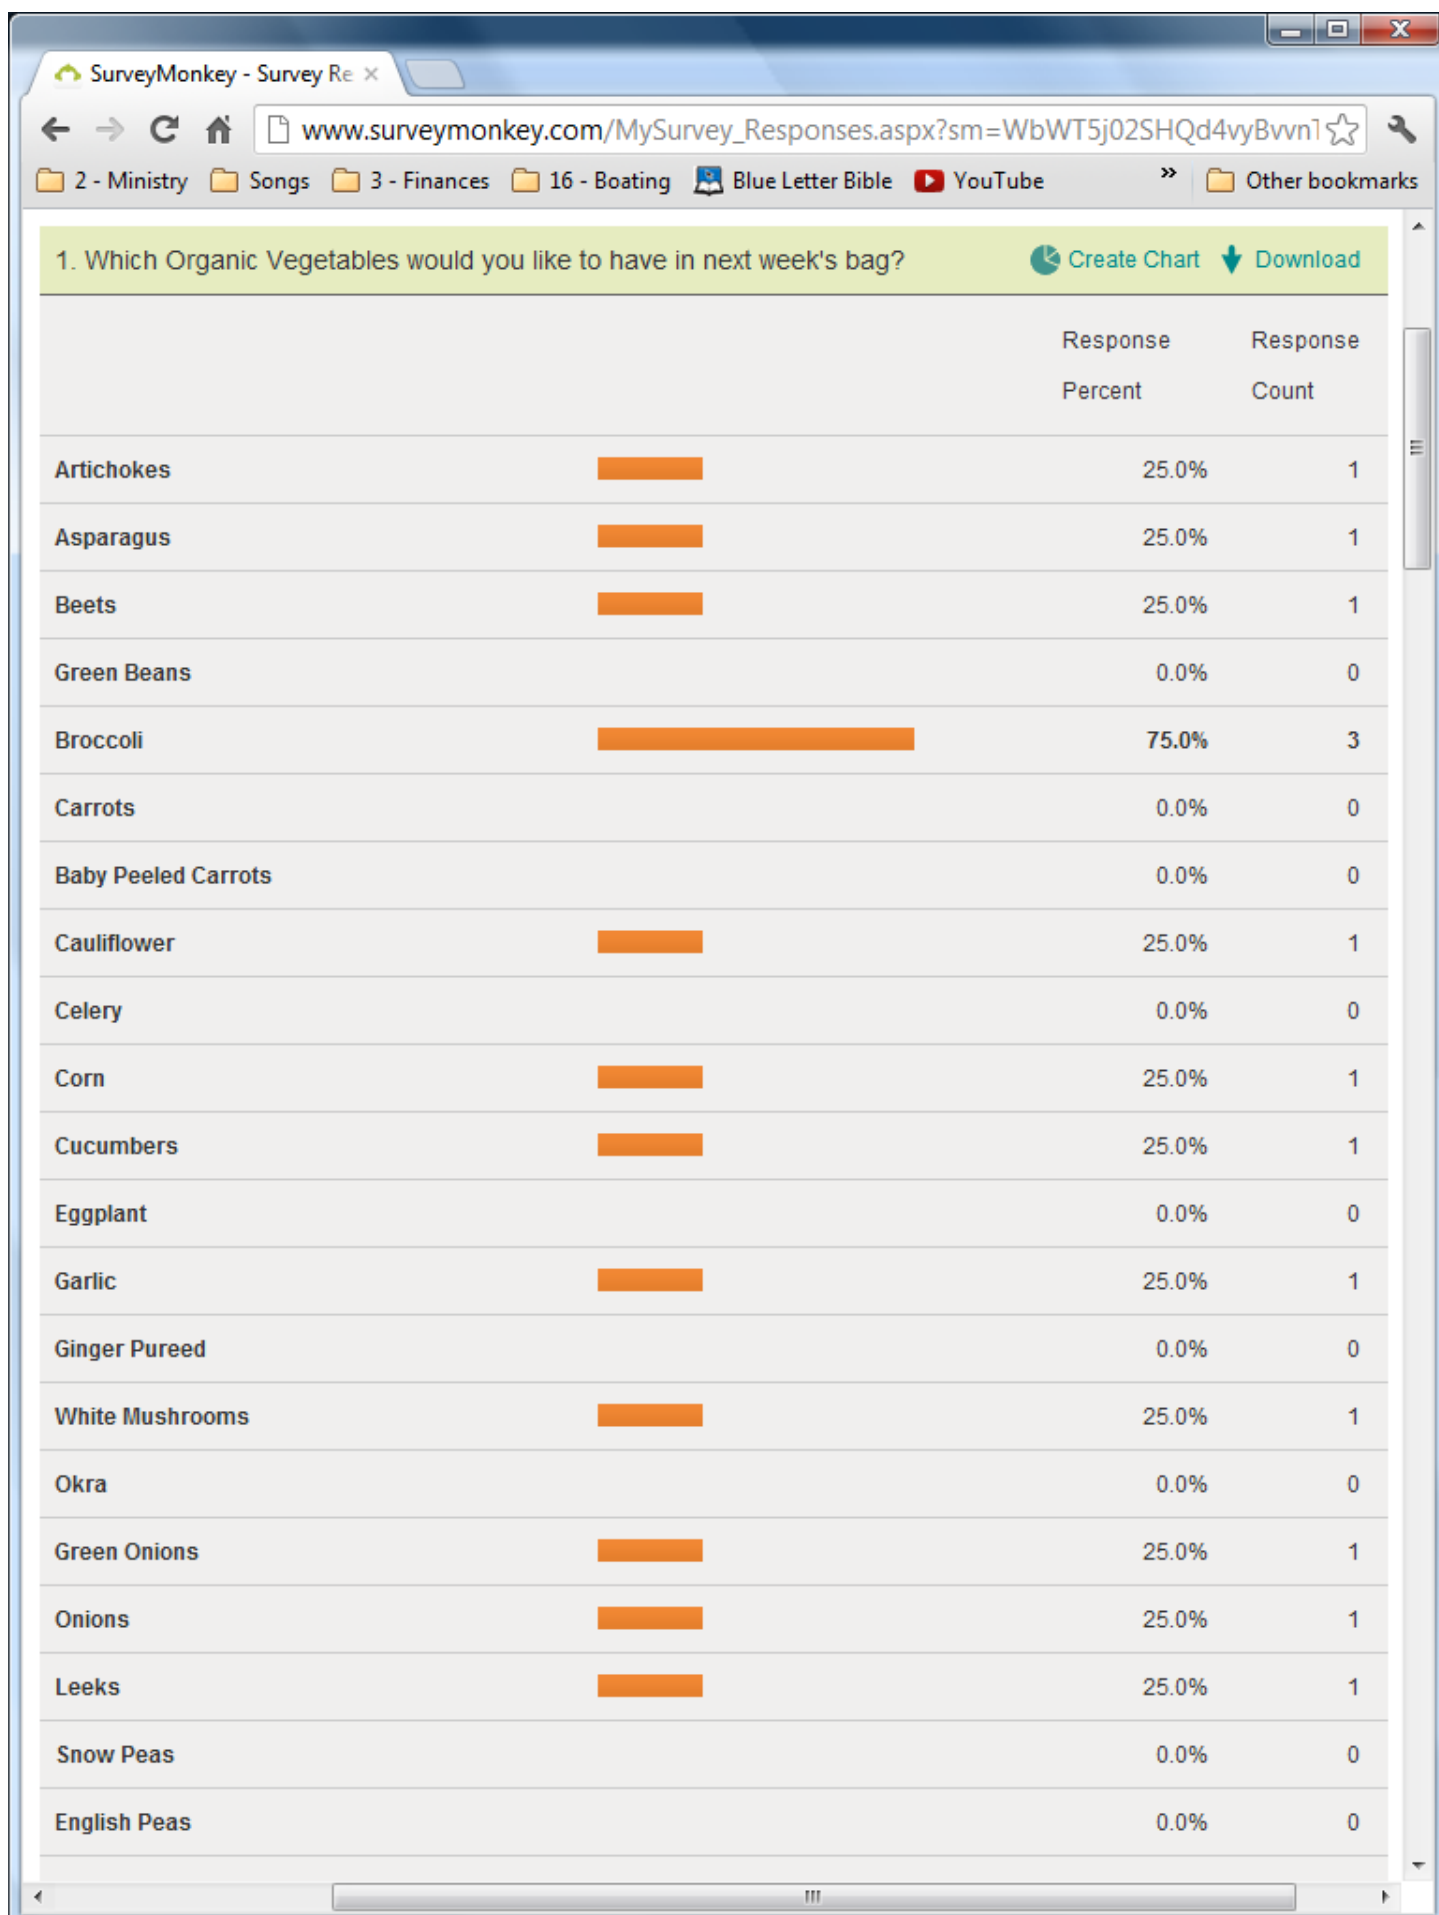 SurveyMonkey - Survey Re
www.surveymonkey.com/MySurvey_Responses.aspx?sm=WbWT5j02SHQd4vyBvvn
2 - Ministry Songs 3 - Finances 16 - Boating Blue Letter Bible YouTube » Other bookmarks
1. Which Organic Vegetables would you like to have in next week's bag? Create Chart Download
Response Response
Percent Count
Artichokes 25.0% 1
Asparagus 25.0% 1
Beets 25.0% 1
Green Beans 0.0% 0
Broccoli 75.0% 3
Carrots 0.0% 0
Baby Peeled Carrots 0.0% 0
Cauliflower 25.0% 1
Celery 0.0% 0
Corn 25.0% 1
Cucumbers 25.0% 1
Eggplant 0.0% 0
Garlic 25.0% 1
Ginger Pureed 0.0% 0
White Mushrooms 25.0% 1
Okra 0.0% 0
Green Onions 25.0% 1
Onions 25.0% 1
Leeks 25.0% 1
Snow Peas 0.0% 0
English Peas 0.0% 0